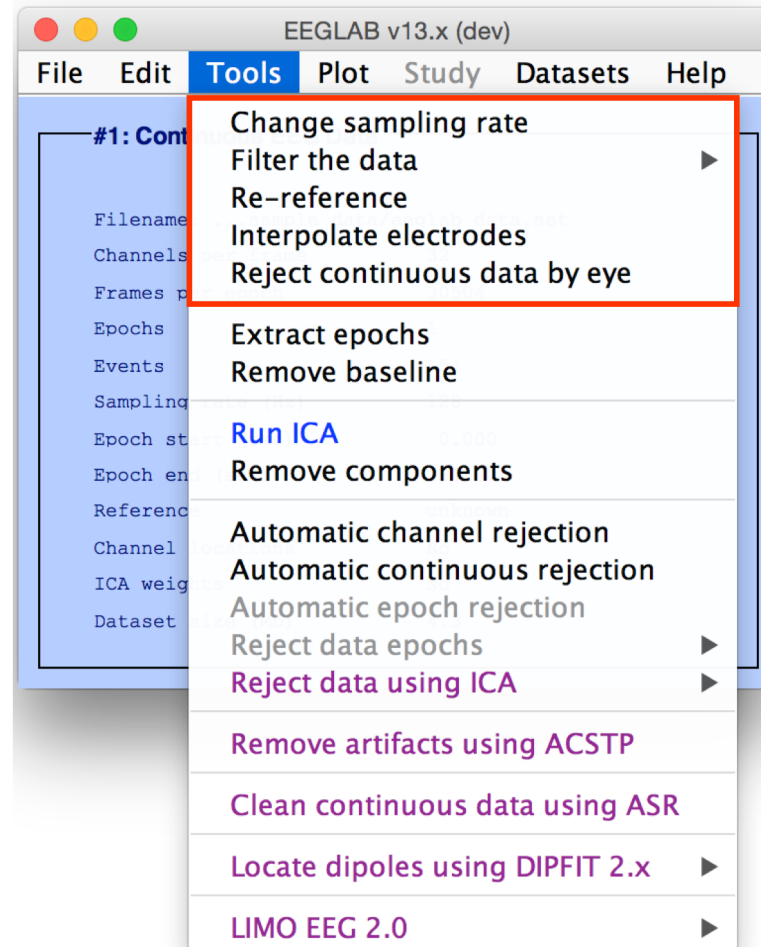 EEGLAB v13.x (dev)
File Edit Tools Plot Study Datasets Help
#1: Cont
Change sampling rate
Filter the data
Re-reference
Filename
Interpolate electrodes
Channels
Reject continuous data by eye
Frames p
Epochs
Extract epochs
Events
Remove baseline
Sampling
Run ICA
Epoch st 0.000
Remove components
Epoch en
Reference unknown
Automatic channel rejection
Channel
Automatic continuous rejection
ICA weig
Automatic epoch rejection
Dataset
Reject data epochs
Reject data using ICA
Remove artifacts using ACSTP
Clean continuous data using ASR
Locate dipoles using DIPFIT 2.x
LIMO EEG 2.0